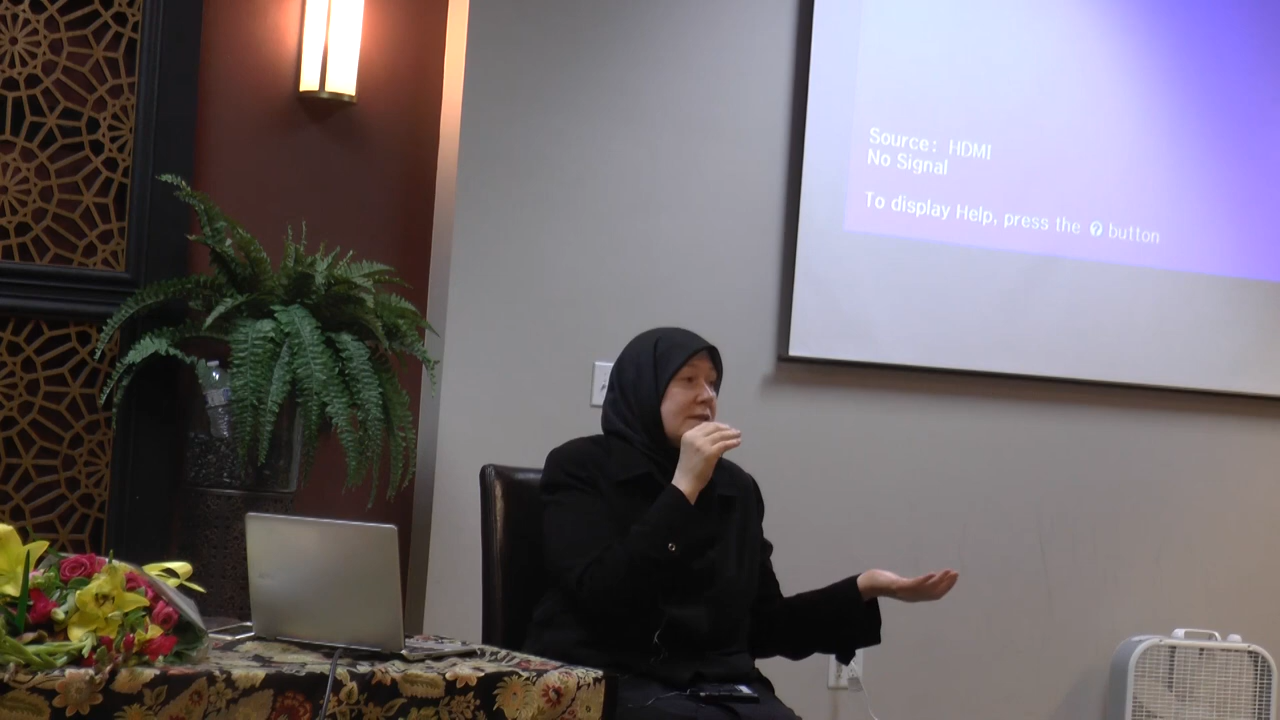 Source: HDMI
No Signal
To display Help, press the ? button